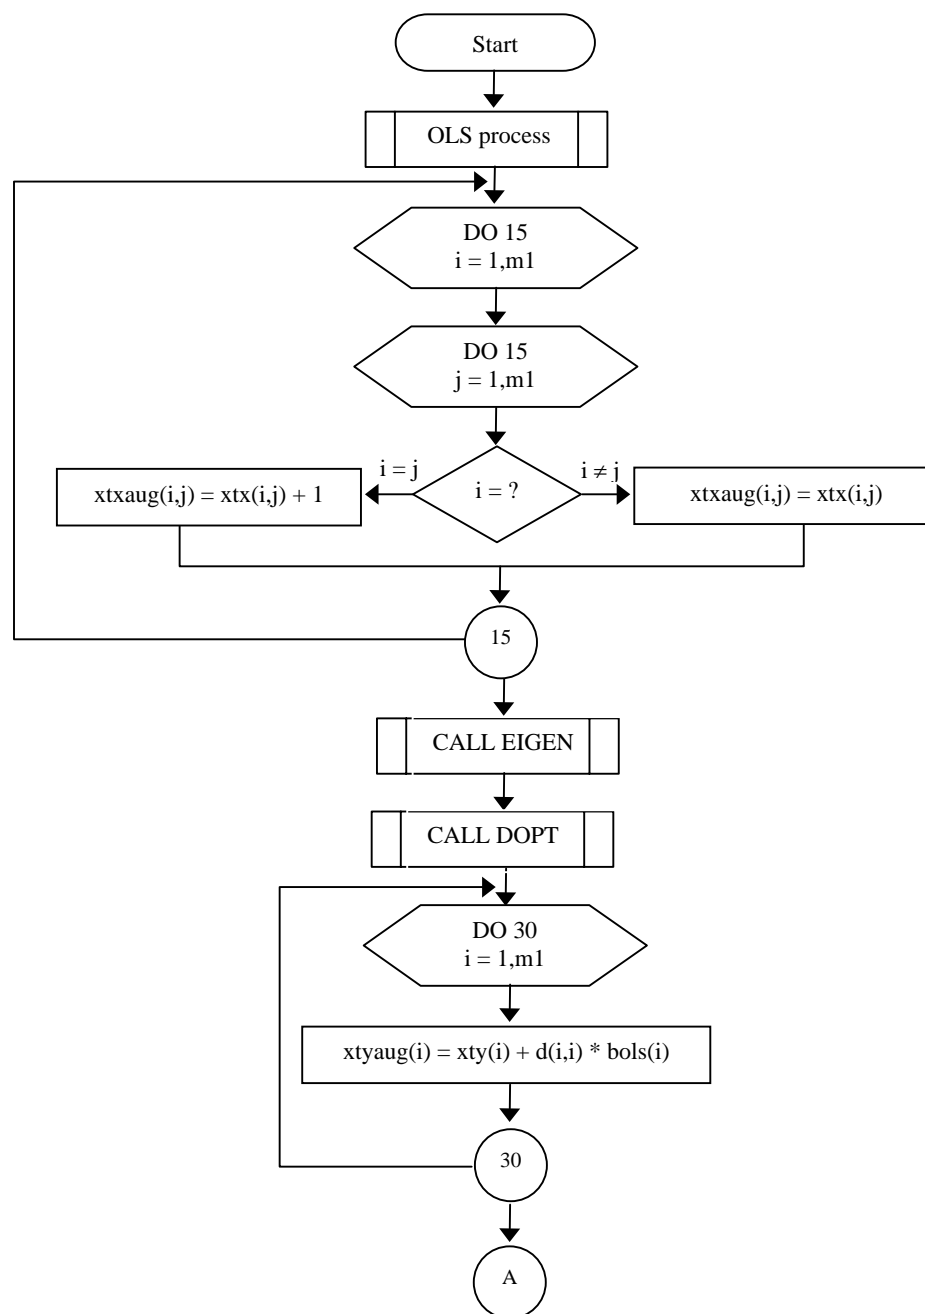 Start
OLS process
DO 15
i = 1,m1
DO 15
j = 1,m1
i = j
i = ?
i ≠ j
xtxaug(i,j) = xtx(i,j) + 1
xtxaug(i,j) = xtx(i,j)
15
CALL EIGEN
CALL DOPT
DO 30
i = 1,m1
xtyaug(i) = xty(i) + d(i,i) * bols(i)
30
A